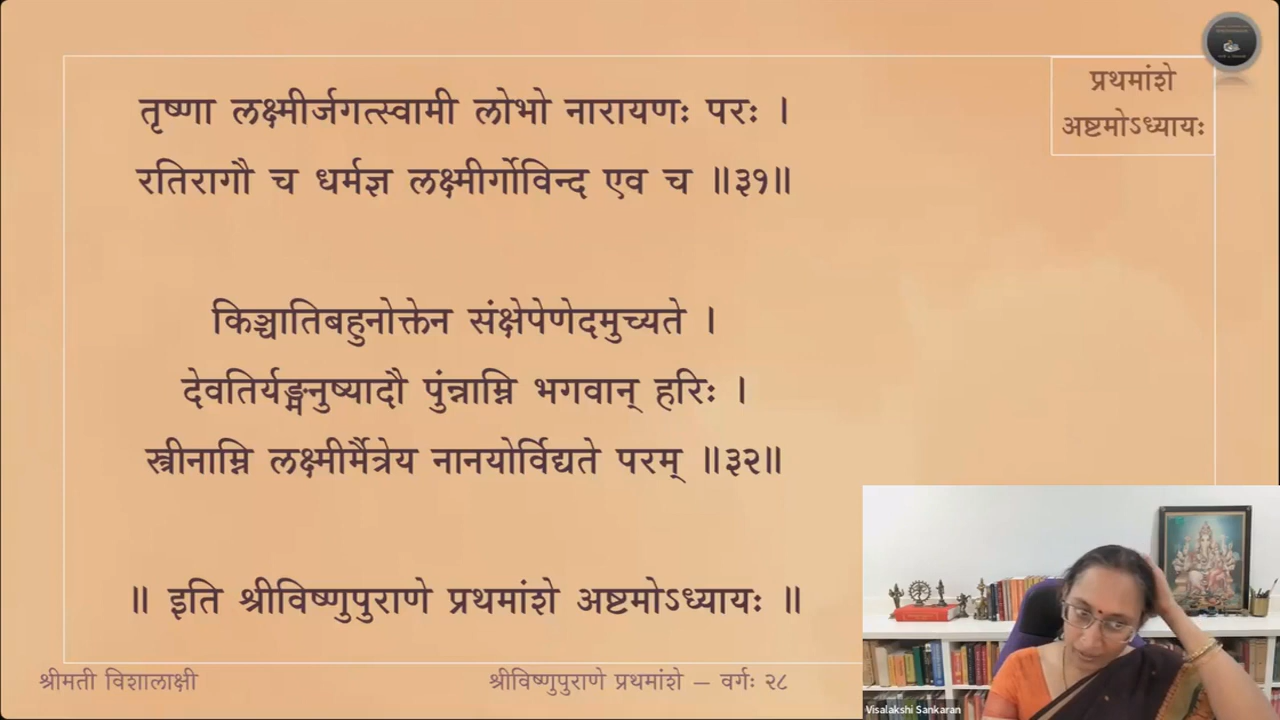 प्रथमांशे
अष्टमोऽध्यायः
तृष्णा लक्ष्मीर्जगत्स्वामी लोभो नारायणः परः ।
रतिरागौ च धर्मज्ञ लक्ष्मीर्गोविन्द एव च ॥३१॥
किञ्चातिबहुनोक्तेन संक्षेपेणेदमुच्यते ।
देवतिर्यङ्मनुष्यादौ पुंन्नाम्नि भगवान् हरिः ।
स्त्रीनाम्नि लक्ष्मीर्मैत्रेय नानयोर्विद्यते परम् ॥३२॥
॥ इति श्रीविष्णुपुराणे प्रथमांशे अष्टमोऽध्यायः ॥
श्रीमती विशालाक्षी
श्रीविष्णुपुराणे प्रथमांशे – वर्गः २८
Visalakshi Sankaran